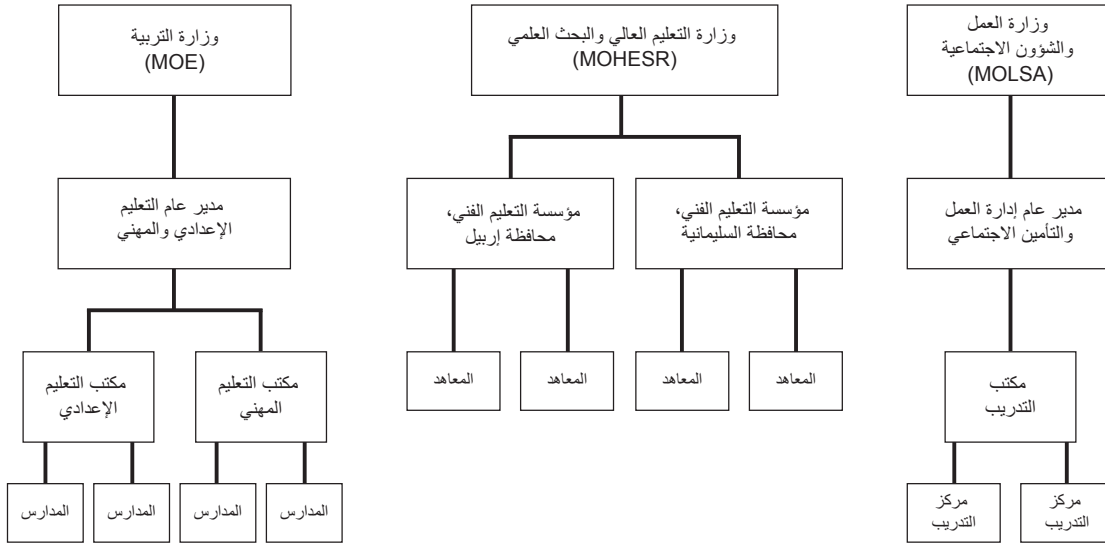 وزارة العمل
والشؤون الاجتماعية
(MOLSA)
وزارة التعليم العالي والبحث العلمي
(MOHESR)
وزارة التربية
(MOE)
مدير عام إدارة العمل
والتأمين الاجتماعي
مؤسسة التعليم الفني،
محافظة السليمانية
مؤسسة التعليم الفني،
محافظة إربيل
مدير عام التعليم
الإعدادي والمهني
مكتب
التدريب
المعاهد
المعاهد
المعاهد
المعاهد
مكتب التعليم
المهني
مكتب التعليم
الإعدادي
مركز
التدريب
مركز
التدريب
المدارس
المدارس
المدارس
المدارس